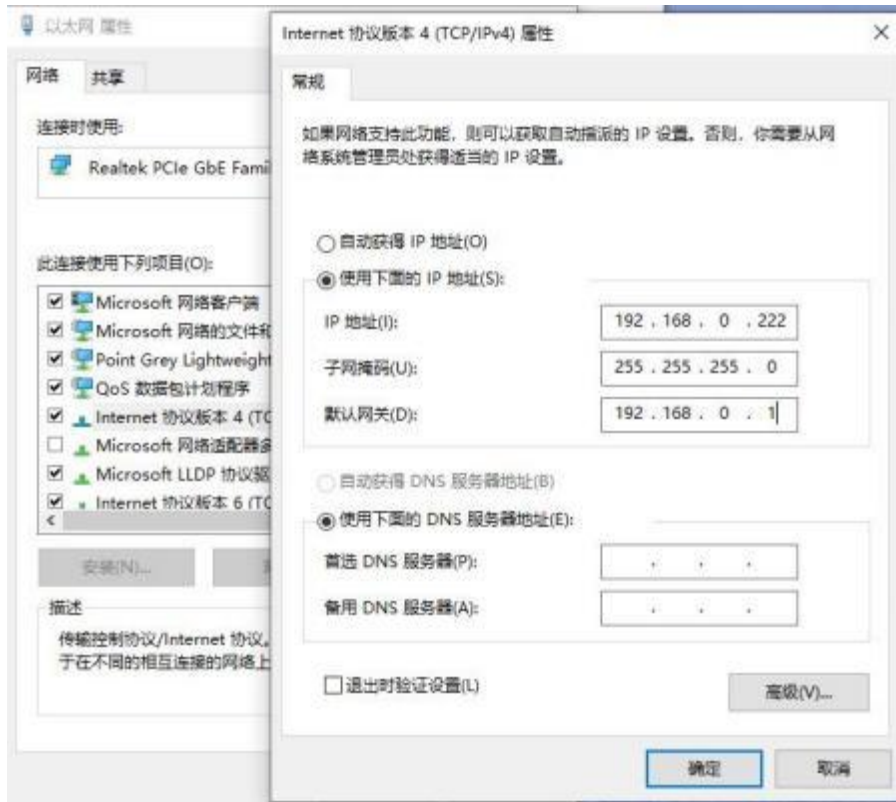 以太网 属性
网络
共享
连接时使用:
Realtek PCIe GbE Fami
此连接使用下列项目(O):
Microsoft 网络客户端
Microsoft 网络的文件和
Point Grey Lightweight
QoS 数据包计划程序
Internet 协议版本 4 (TC
Microsoft 网络适配器多
Microsoft LLDP 协议驱
Internet 协议版本 6 (TC
安装(N)...
描述
传输控制协议/Internet 协议。
于在不同的相互连接的网络上
Internet 协议版本 4 (TCP/IPv4) 属性
常规
如果网络支持此功能，则可以获取自动指派的 IP 设置。否则，你需要从网
络系统管理员处获得适当的 IP 设置。
自动获得 IP 地址(O)
使用下面的 IP 地址(S):
IP 地址(I):
192 . 168 . 0 . 222
子网掩码(U):
255 . 255 . 255 . 0
默认网关(D):
192 . 168 . 0 . 1
自动获得 DNS 服务器地址(B)
使用下面的 DNS 服务器地址(E):
首选 DNS 服务器(P):
. . .
备用 DNS 服务器(A):
. . .
退出时验证设置(L)
高级(V)...
确定
取消